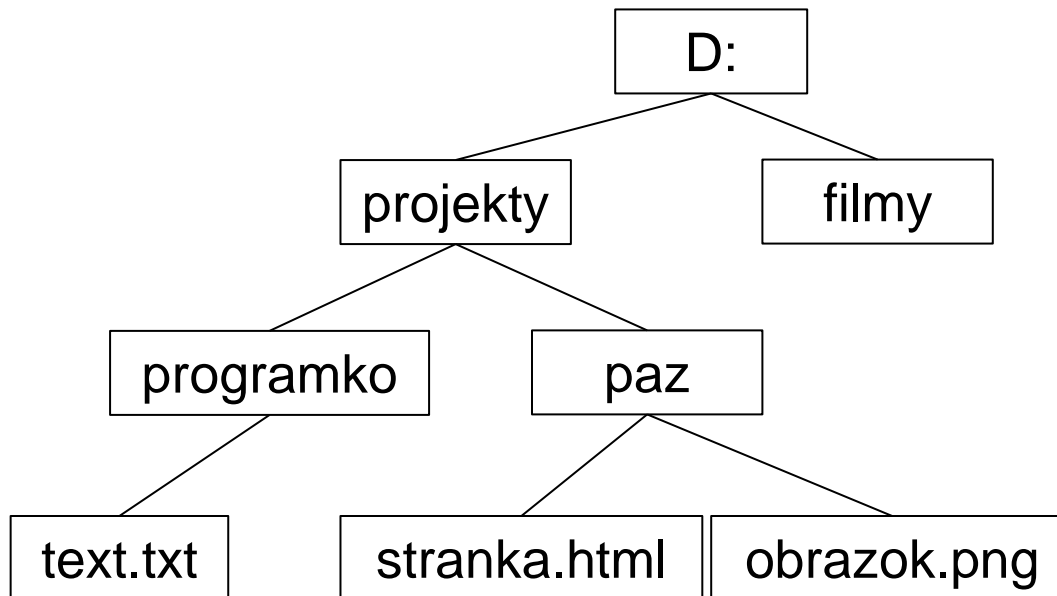 D:
projekty
filmy
programko
paz
text.txt
stranka.html
obrazok.png